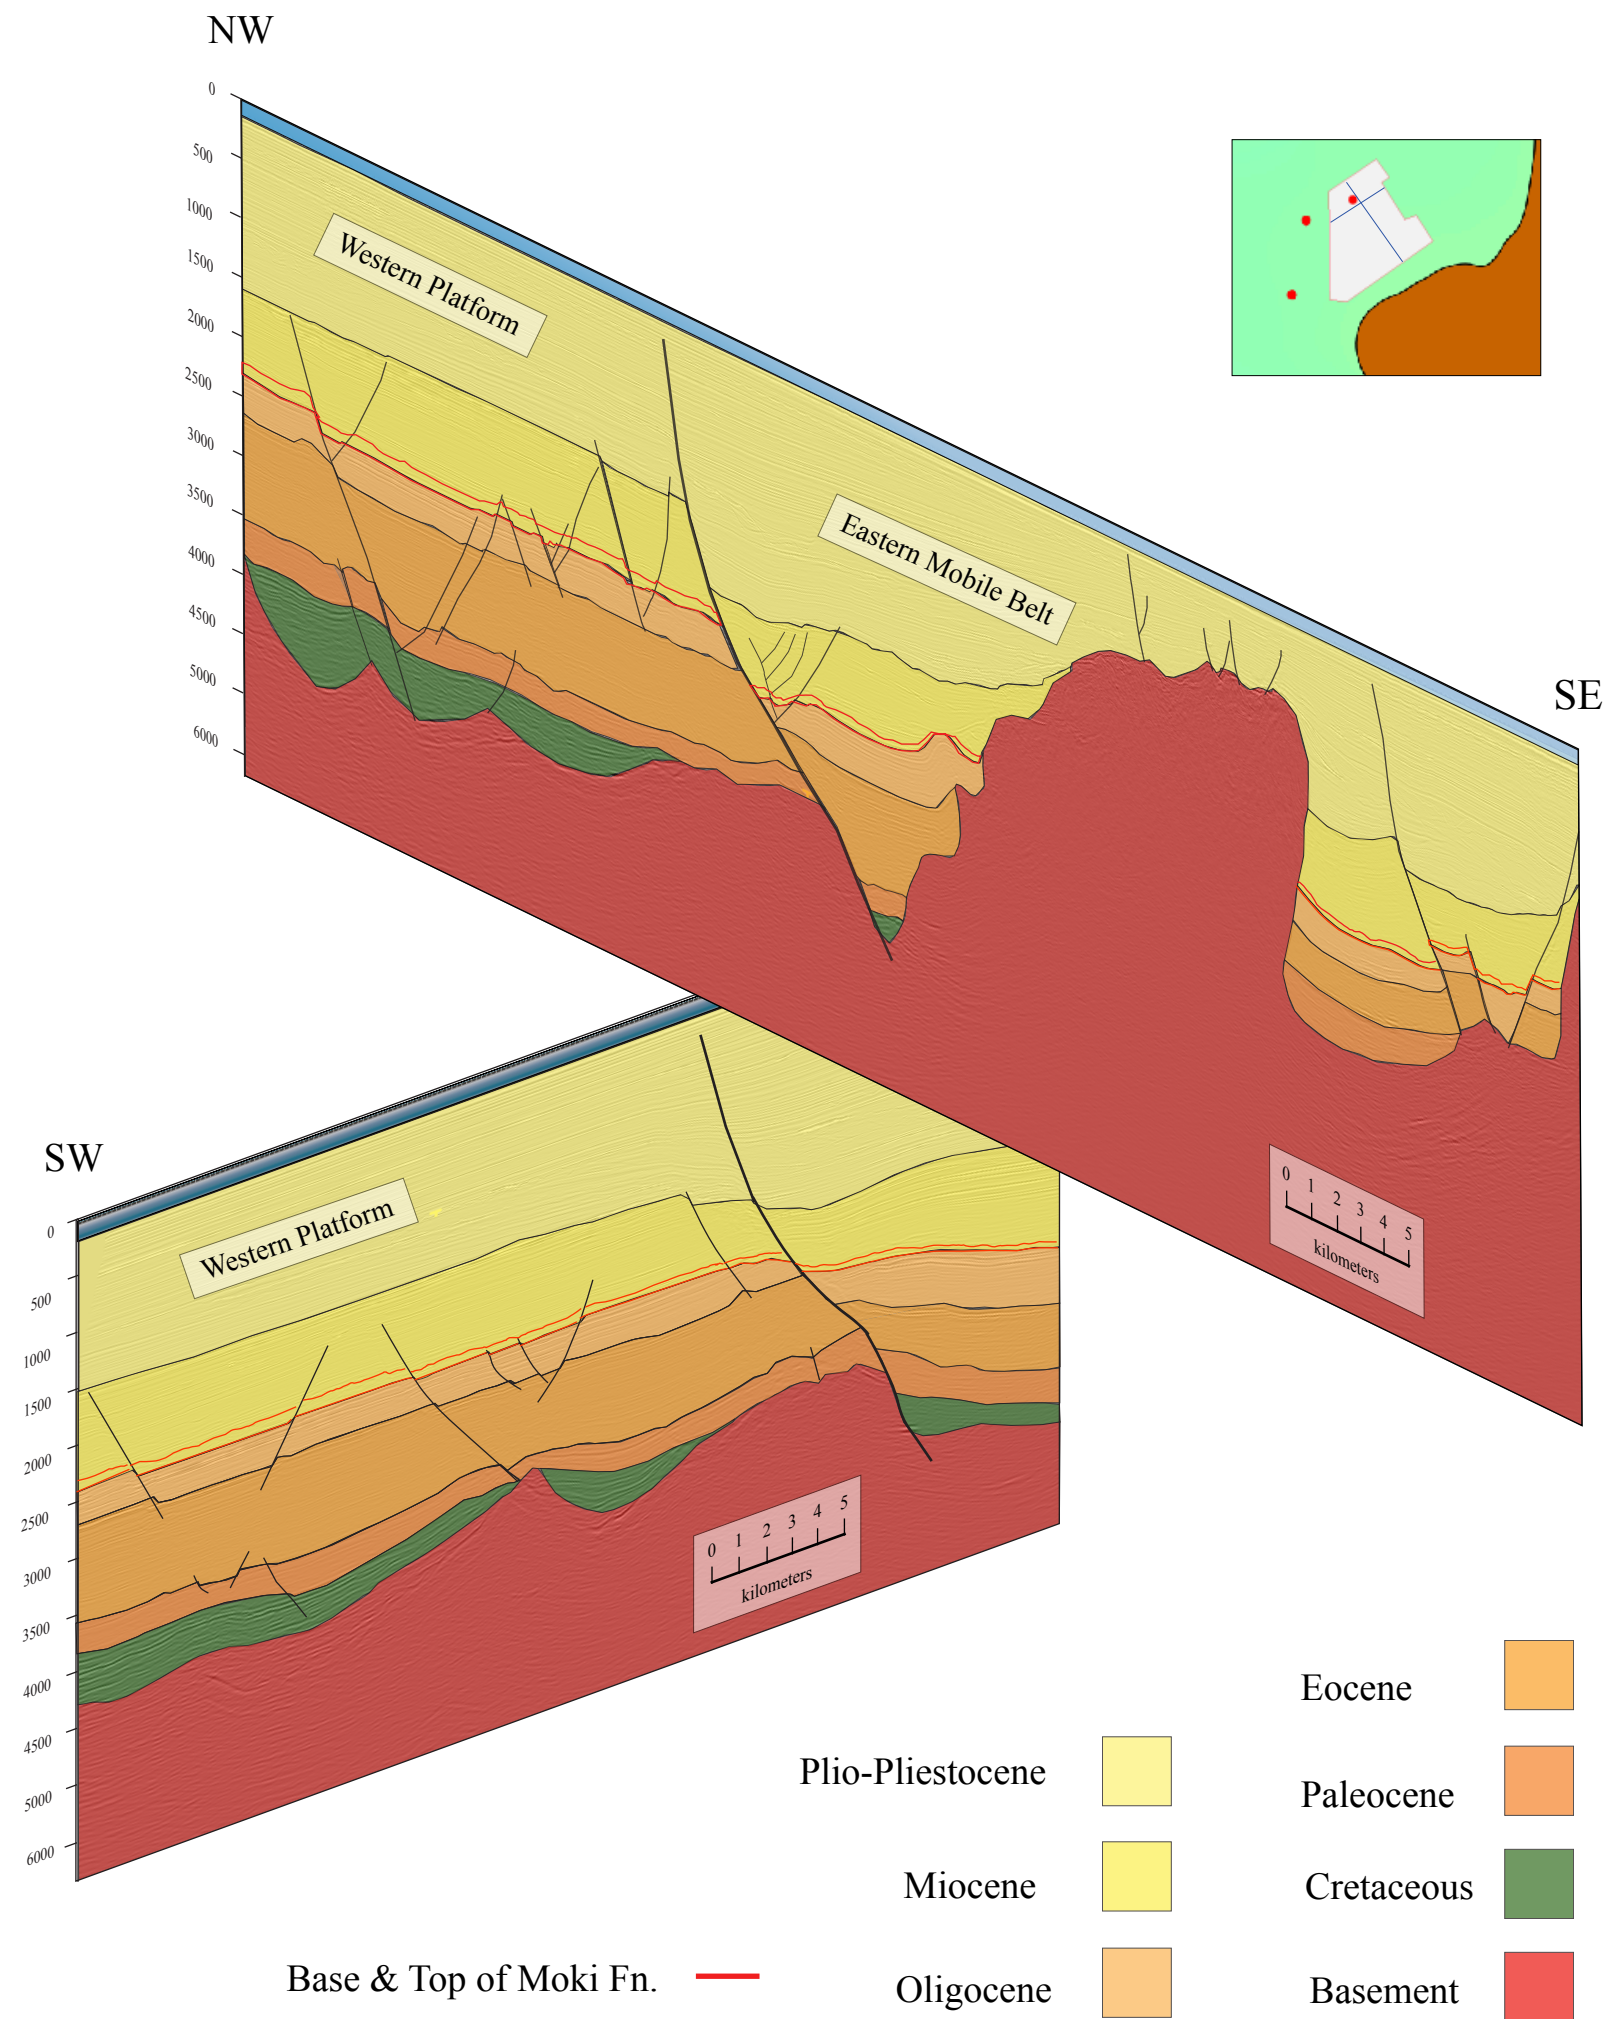 NW
0
500
1000
1500
2000
2500
3000
3500
4000
4500
5000
6000
Western Platform
Eastern Mobile Belt
SE
0 1 2 3 4 5
kilometers
SW
0
500
1000
1500
2000
2500
3000
3500
4000
4500
5000
6000
Western Platform
0 1 2 3 4 5
kilometers
Eocene
Plio-Pliestocene
Paleocene
Miocene
Cretaceous
Base & Top of Moki Fn.
Oligocene
Basement